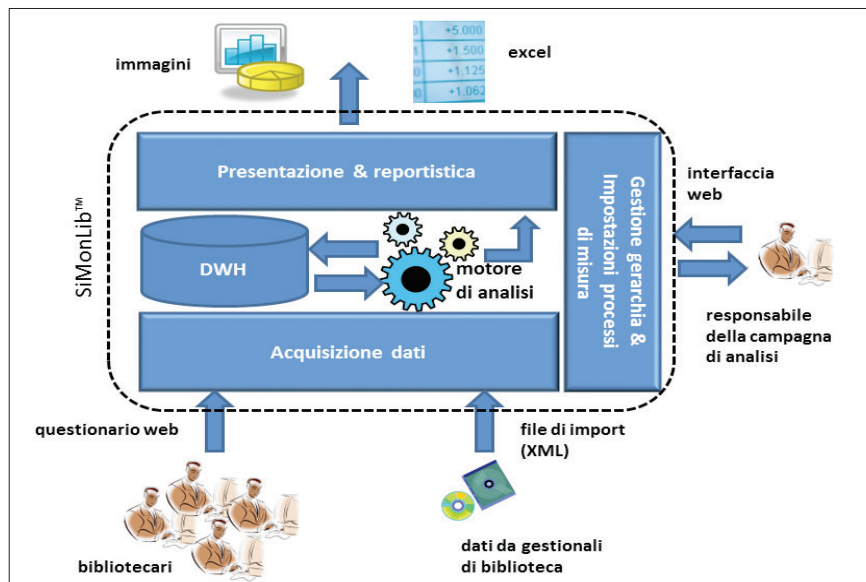 immagini
excel
+5.000
+1.500
+1.125
+1.062
Presentazione & reportistica
SiMonLib™
DWH
motore
di analisi
Gestione gerarchia &
Impostazioni processi
di misura
interfaccia
web
responsabile
della campagna
di analisi
Acquisizione dati
questionario web
file di import
(XML)
bibliotecari
dati da gestionali
di biblioteca